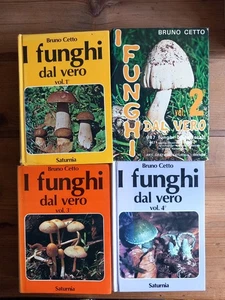 Bruno Cetto
I funghi
dal vero
vol. 1°
Saturnia
BRUNO CETTO
I FUNGHI
DAL VERO
vol. 2
Bruno Cetto
I funghi
dal vero
vol. 3°
Saturnia
Bruno Cetto
I funghi
dal vero
vol. 4°
Saturnia